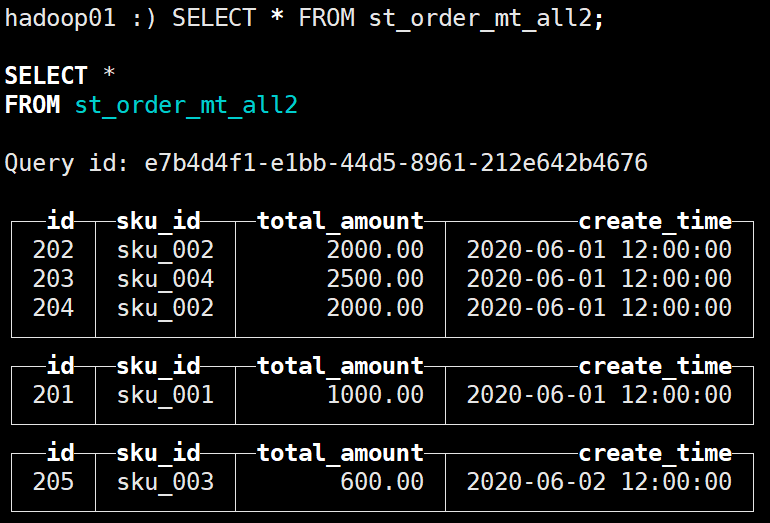 hadoop01 :) SELECT * FROM st_order_mt_all2;
SELECT *
FROM st_order_mt_all2
Query id: e7b4d4f1-e1bb-44d5-8961-212e642b4676
id sku_id total_amount create_time
202 sku_002 2000.00 2020-06-01 12:00:00
203 sku_004 2500.00 2020-06-01 12:00:00
204 sku_002 2000.00 2020-06-01 12:00:00
id sku_id total_amount create_time
201 sku_001 1000.00 2020-06-01 12:00:00
id sku_id total_amount create_time
205 sku_003 600.00 2020-06-02 12:00:00